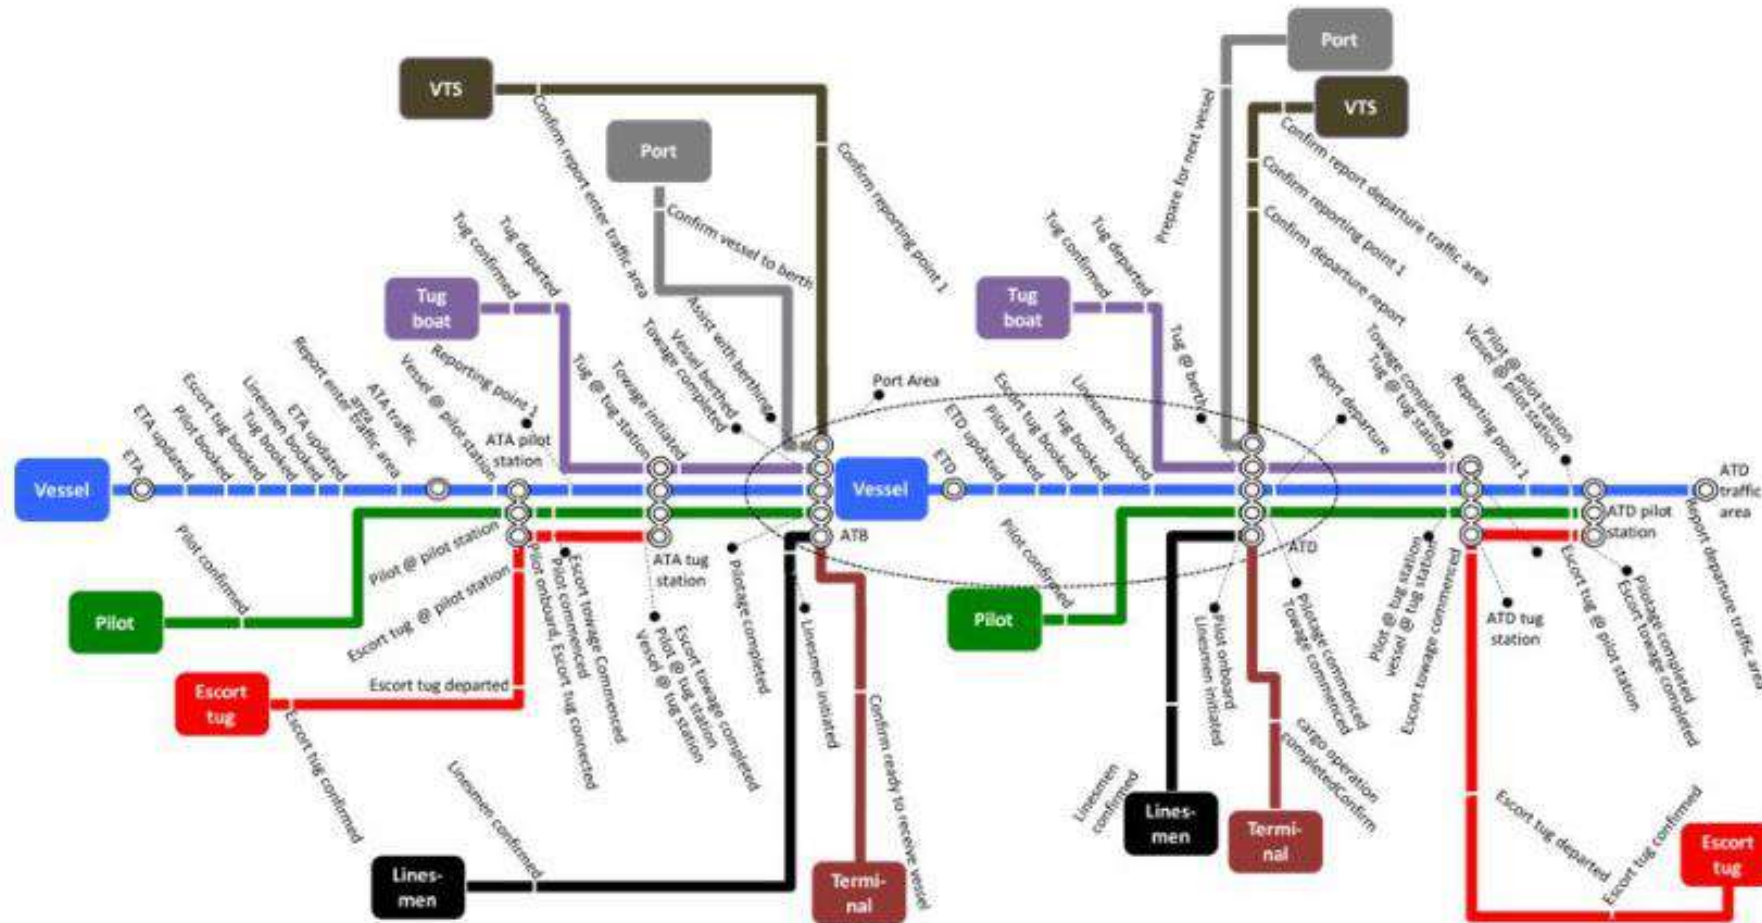 Port
VTS
VTS
Port
Confirm report enter traffic area
Confirm reporting point 1
Confirm vessel to berth
Prepare for next vessel
Confirm report departure traffic area
Confirm reporting point 1
Confirm departure report
Tug
boat
Tug confirmed
Tug departed
Tug
boat
Tug confirmed
Tug departed
Reporting point 1
Tug @ tug station
Towage initiated
Towage completed
Vessel berthed
Assist with berthing
Port Area
Tug @ berth
Report departure
Towage completed
Tug @ tug station
Reporting point 1
Pilot @ pilot station
Vessel @ pilot station
ETA
ETA updated
Pilot booked
Escort tug booked
Tug booked
Linesmen booked
ETA updated
Report enter traffic
area
ATA traffic
area
Vessel @ pilot station
ATA pilot
station
ETD
ETD updated
Pilot booked
Escort tug booked
Tug booked
Linesmen booked
Vessel
Vessel
ATD
traffic
area
ATD pilot
station
Report departure traffic area
Pilot confirmed
Pilot @ pilot station
Escort tug @ pilot station
Pilot onboard, Escort tug connected
Pilot commenced
Escort towage Commenced
ATA tug
station
ATB
ATD
Vessel @ tug station
Pilot @ tug station
Escort towage completed
Pilotage completed
Linesmen initiated
Pilot
Pilot
Pilot confirmed
Pilot onboard
Linesmen initiated
Pilotage commenced
Towage commenced
Pilot @ tug station
vessel @ tug station
Escort towage commenced
ATD tug
station
Escort tug @ pilot station
Pilotage completed
Escort towage completed
Escort
tug
Escort tug departed
Escort tug confirmed
Linesmen confirmed
Confirm ready to receive vessel
Lines-
men
Termi-
nal
Linesmen
confirmed
Lines-
men
cargo operation
completedConfirm
Termi-
nal
Escort tug departed
Escort tug confirmed
Escort
tug